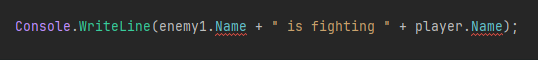 Console.WriteLine(enemy1.Name + " is fighting " + player.Name);